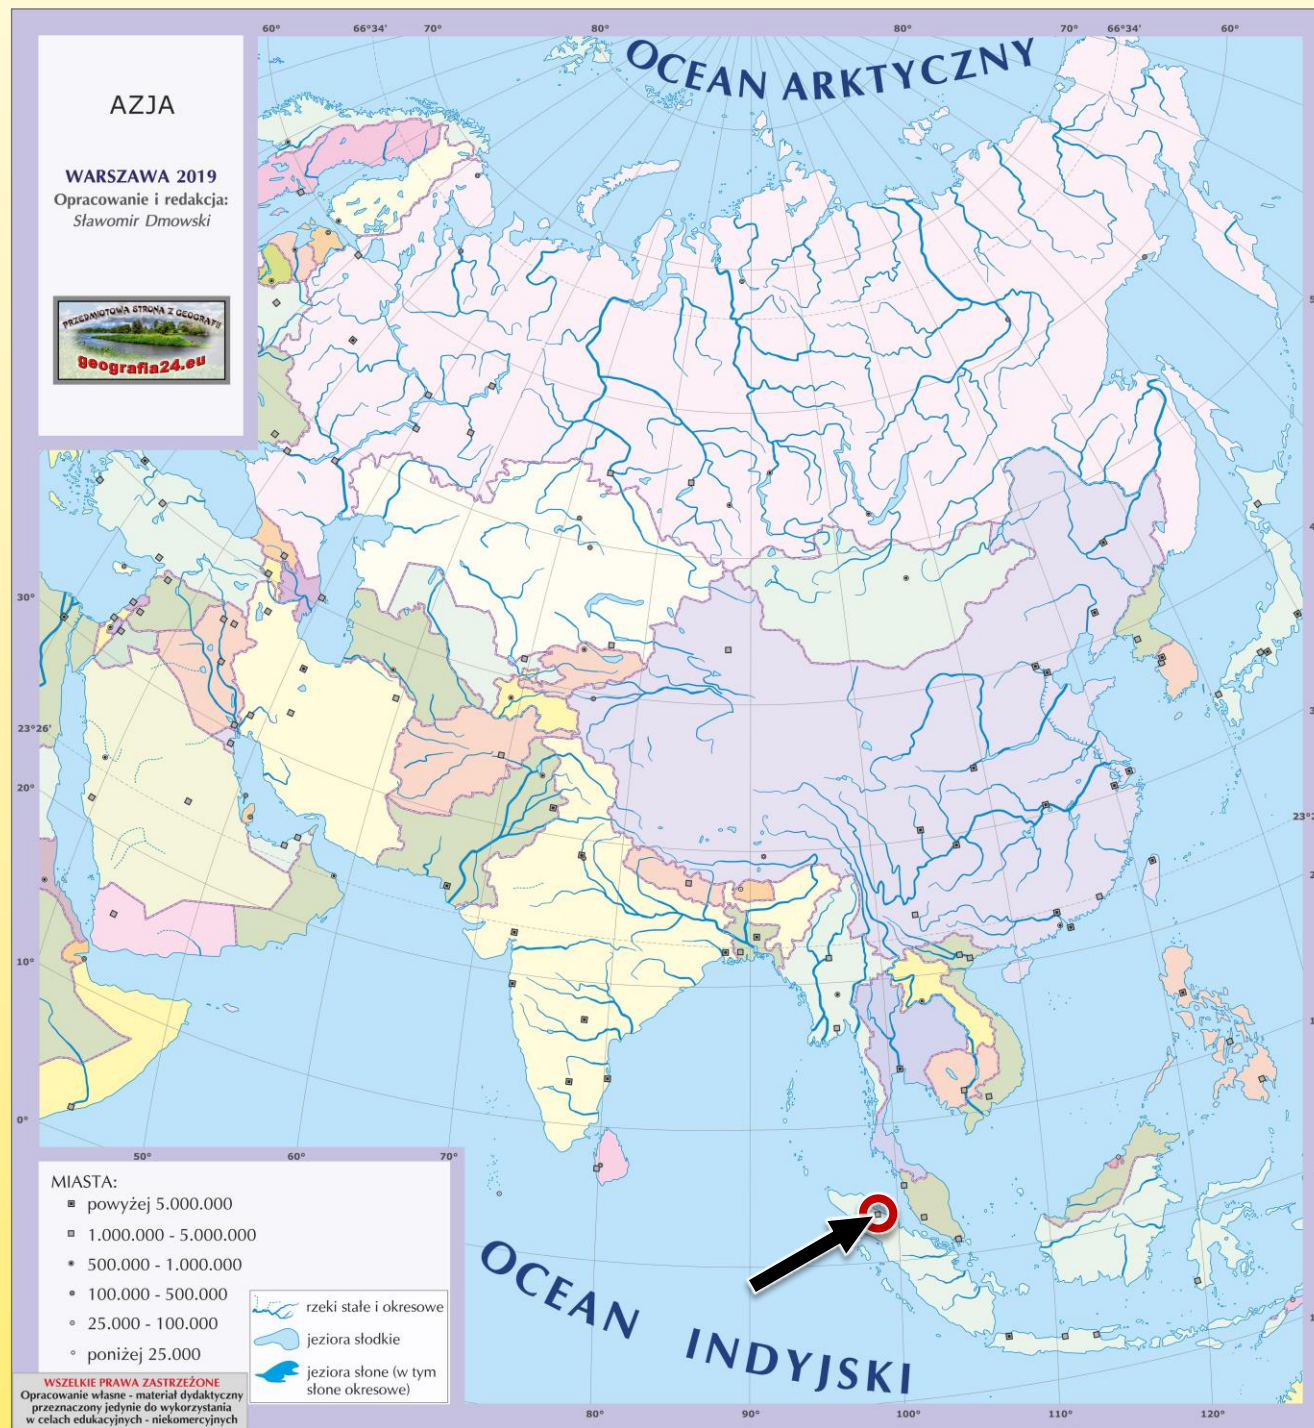 60°
66°34'
70°
80°
80°
70°
66°34'
60°
OCEAN ARKTYCZNY
AZJA
WARSZAWA 2019
Opracowanie i redakcja:
Sławomir Dmowski
PRZEDMIOTOWA STRONA Z GEOGRAFII
geografia24.eu
30°
23°26'
20°
10°
0°
50°
60°
70°
MIASTA:
powyżej 5.000.000
1.000.000 - 5.000.000
500.000 - 1.000.000
100.000 - 500.000
25.000 - 100.000
poniżej 25.000
rzeki stałe i okresowe
jeziora słodkie
jeziora słone (w tym
słone okresowe)
OCEAN INDYJSKI
WSZELKIE PRAWA ZASTRZEŻONE
Opracowanie własne - materiał dydaktyczny
przeznaczony jedynie do wykorzystania
w celach edukacyjnych - niekomercyjnych
80°
90°
100°
110°
120°